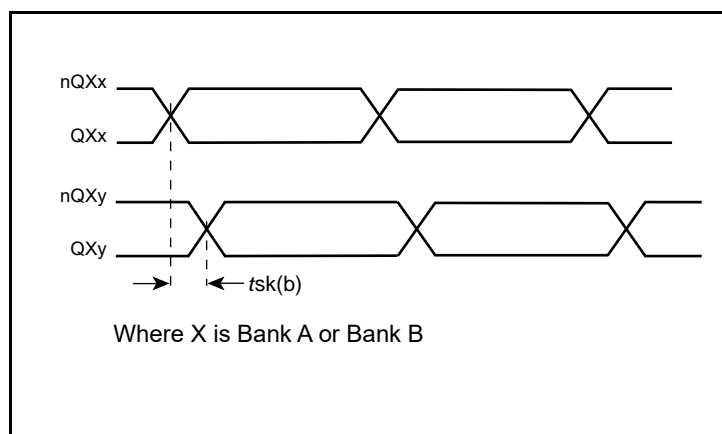 nQXx
QXx
nQXy
QXy
tsk(b)
Where X is Bank A or Bank B